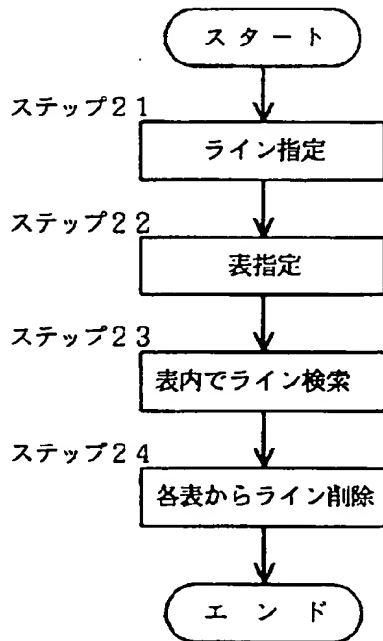 スタート
ステップ21
ライン指定
ステップ22
表指定
ステップ23
表内でライン検索
ステップ24
各表からライン削除
エンド